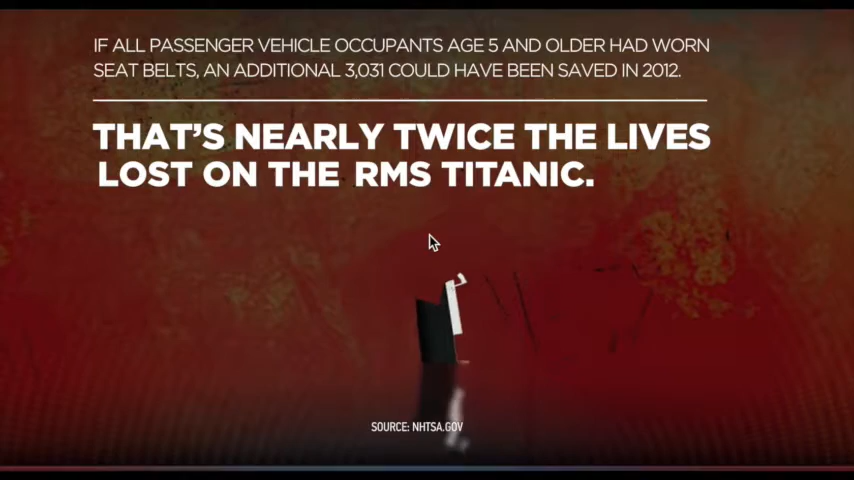 IF ALL PASSENGER VEHICLE OCCUPANTS AGE 5 AND OLDER HAD WORN
SEAT BELTS, AN ADDITIONAL 3,031 COULD HAVE BEEN SAVED IN 2012.
THAT'S NEARLY TWICE THE LIVES
LOST ON THE RMS TITANIC.
SOURCE: NHTSA.GOV